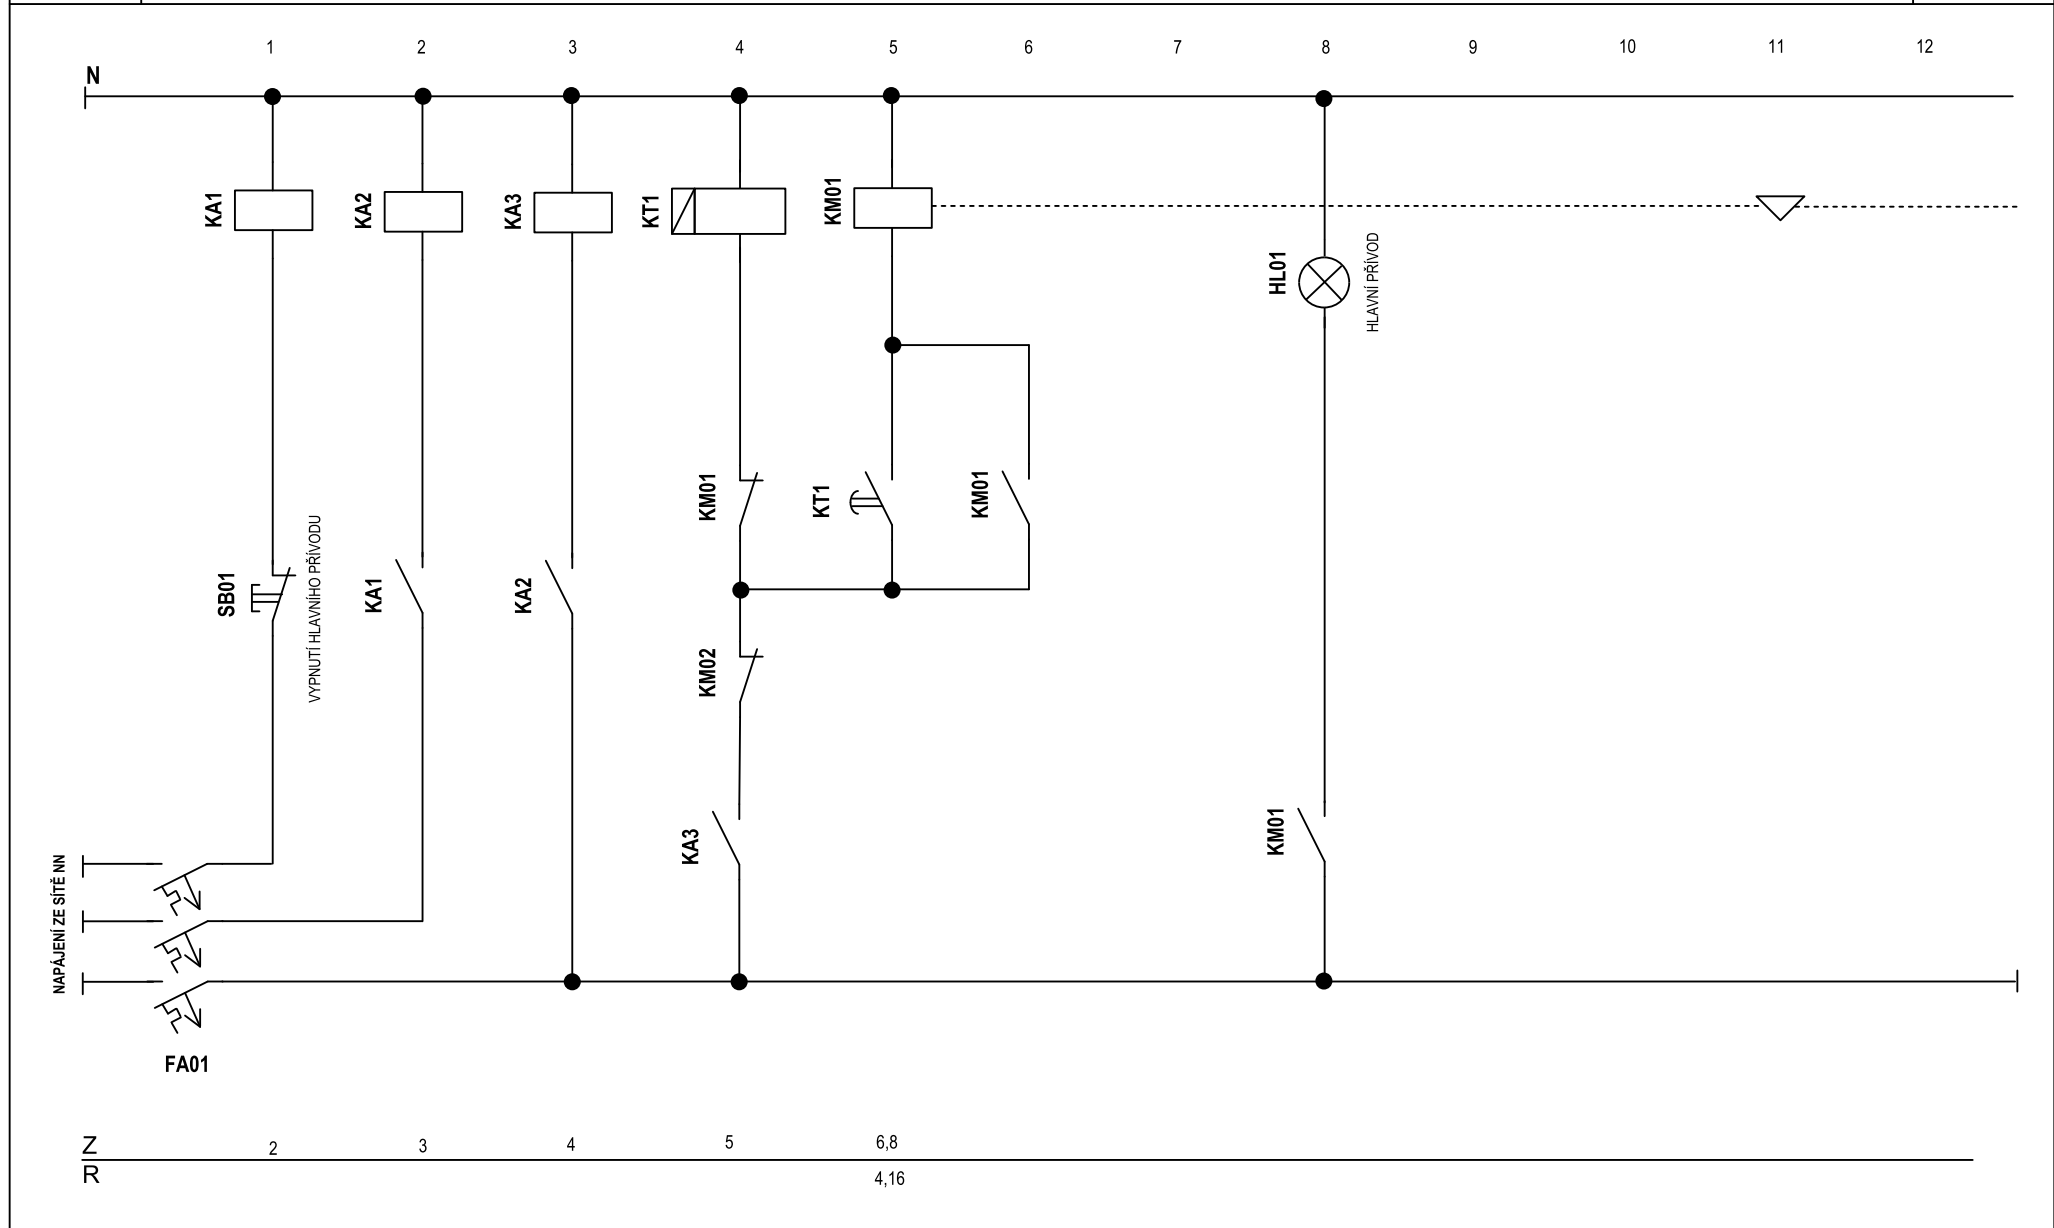 1 2 3 4 5 6 7 8 9 10 11 12
N
KA1
KA2
KA3
KT1
KM01
HL01
HLAVNÍ PŘÍVOD
KM01
KT1
KM01
SB01
VYPNUTÍ HLAVNÍHO PŘÍVODU
KA1
KA2
KM02
KA3
KM01
NAPÁJENÍ ZE SÍTĚ NN
FA01
Z 2 3 4 5 6,8
R 4,16